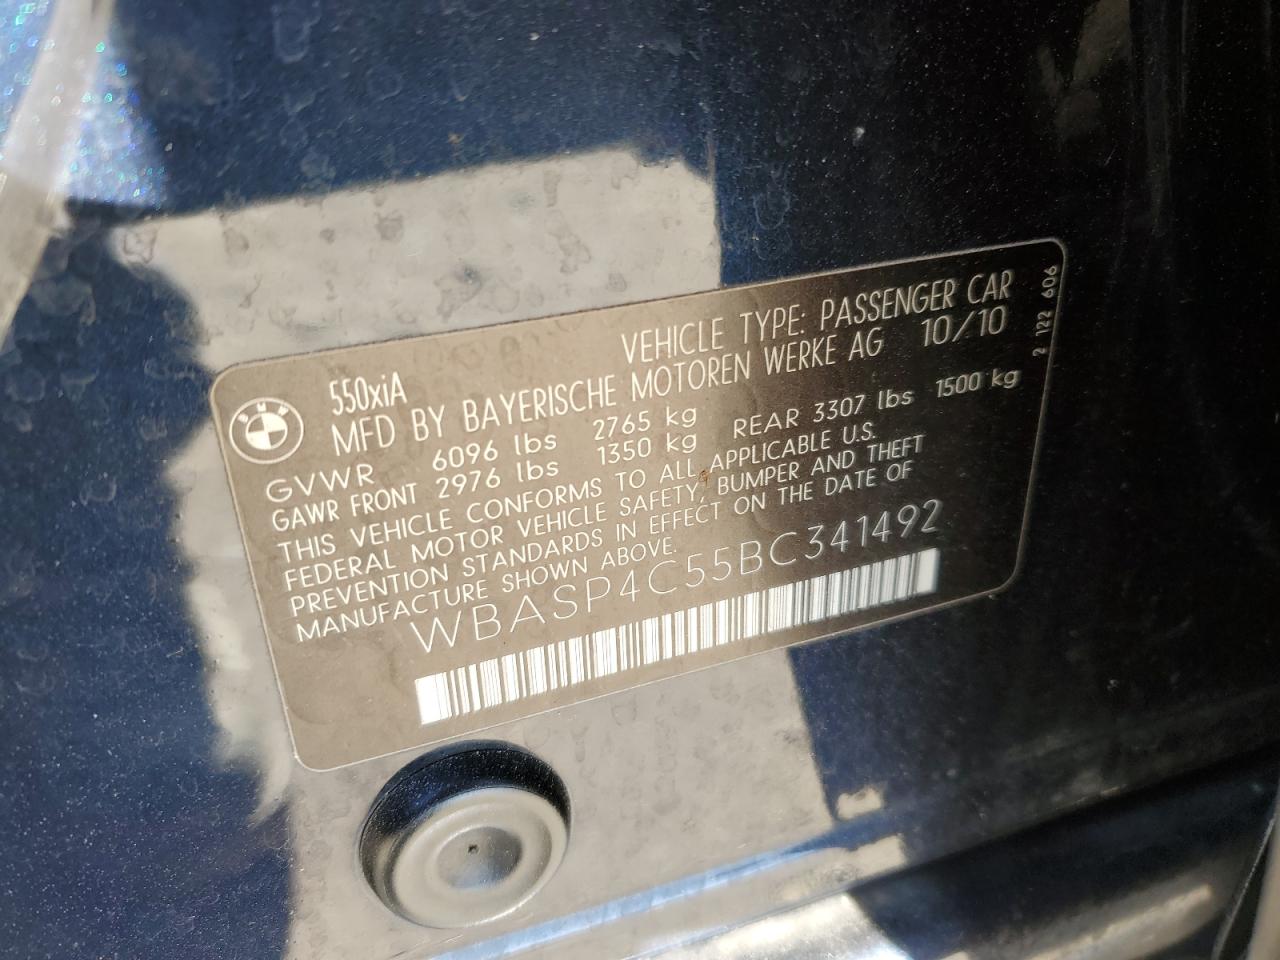 BMW
550xiA
VEHICLE TYPE: PASSENGER CAR
MFD BY BAYERISCHE MOTOREN WERKE AG 10/10
GVWR 6096 lbs 2765 kg
GAWR FRONT 2976 lbs 1350 kg REAR 3307 lbs 1500 kg
THIS VEHICLE CONFORMS TO ALL APPLICABLE U.S.
FEDERAL MOTOR VEHICLE SAFETY, BUMPER AND THEFT
PREVENTION STANDARDS IN EFFECT ON THE DATE OF
MANUFACTURE SHOWN ABOVE.
WBASP4C55BC341492
2 122 606